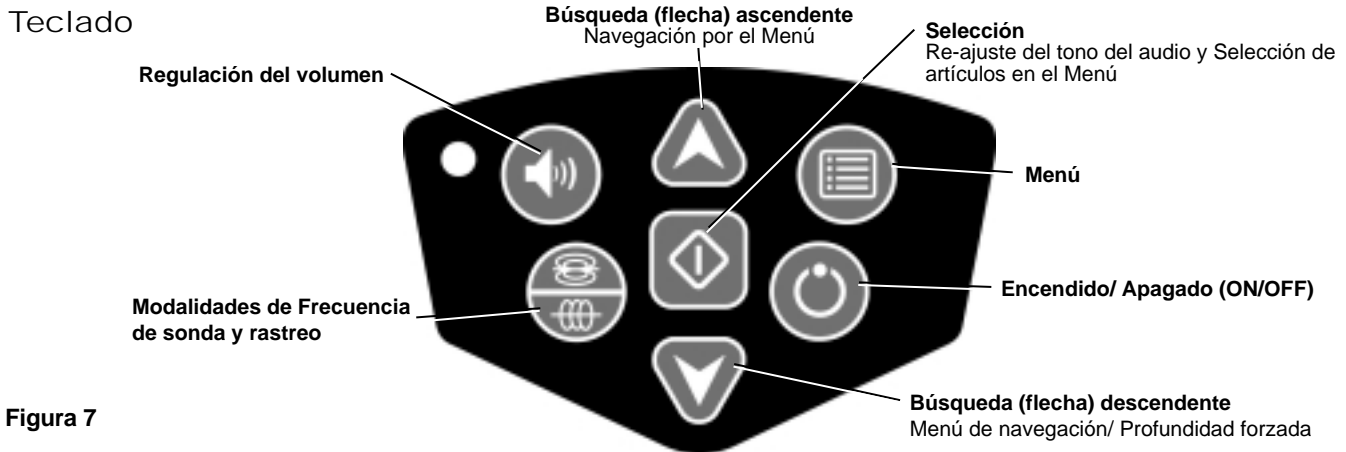 Teclado
Búsqueda (flecha) ascendente
Navegación por el Menú
Selección
Re-ajuste del tono del audio y Selección de
artículos en el Menú
Regulación del volumen
Menú
Modalidades de Frecuencia
de sonda y rastreo
Encendido/ Apagado (ON/OFF)
Búsqueda (flecha) descendente
Menú de navegación/ Profundidad forzada
Figura 7